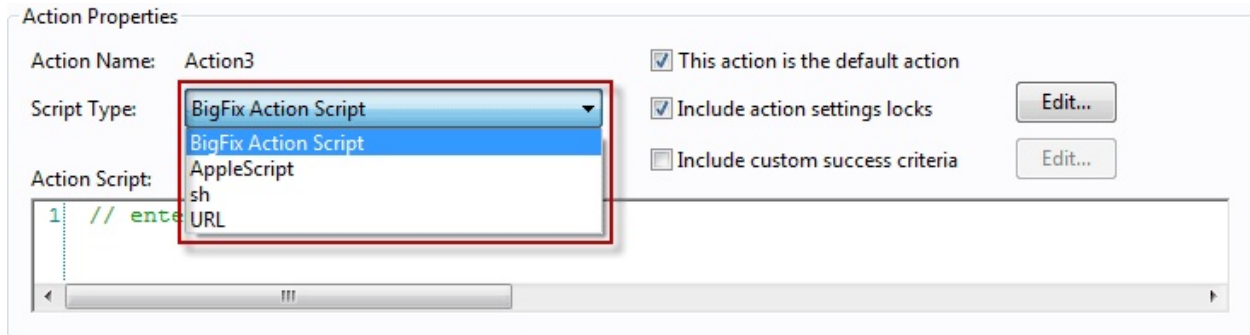 Action Properties
Action Name: Action3
This action is the default action
Script Type: BigFix Action Script
Include action settings locks Edit...
BigFix Action Script
AppleScript
sh
URL
Include custom success criteria Edit...
Action Script:
1 // ente